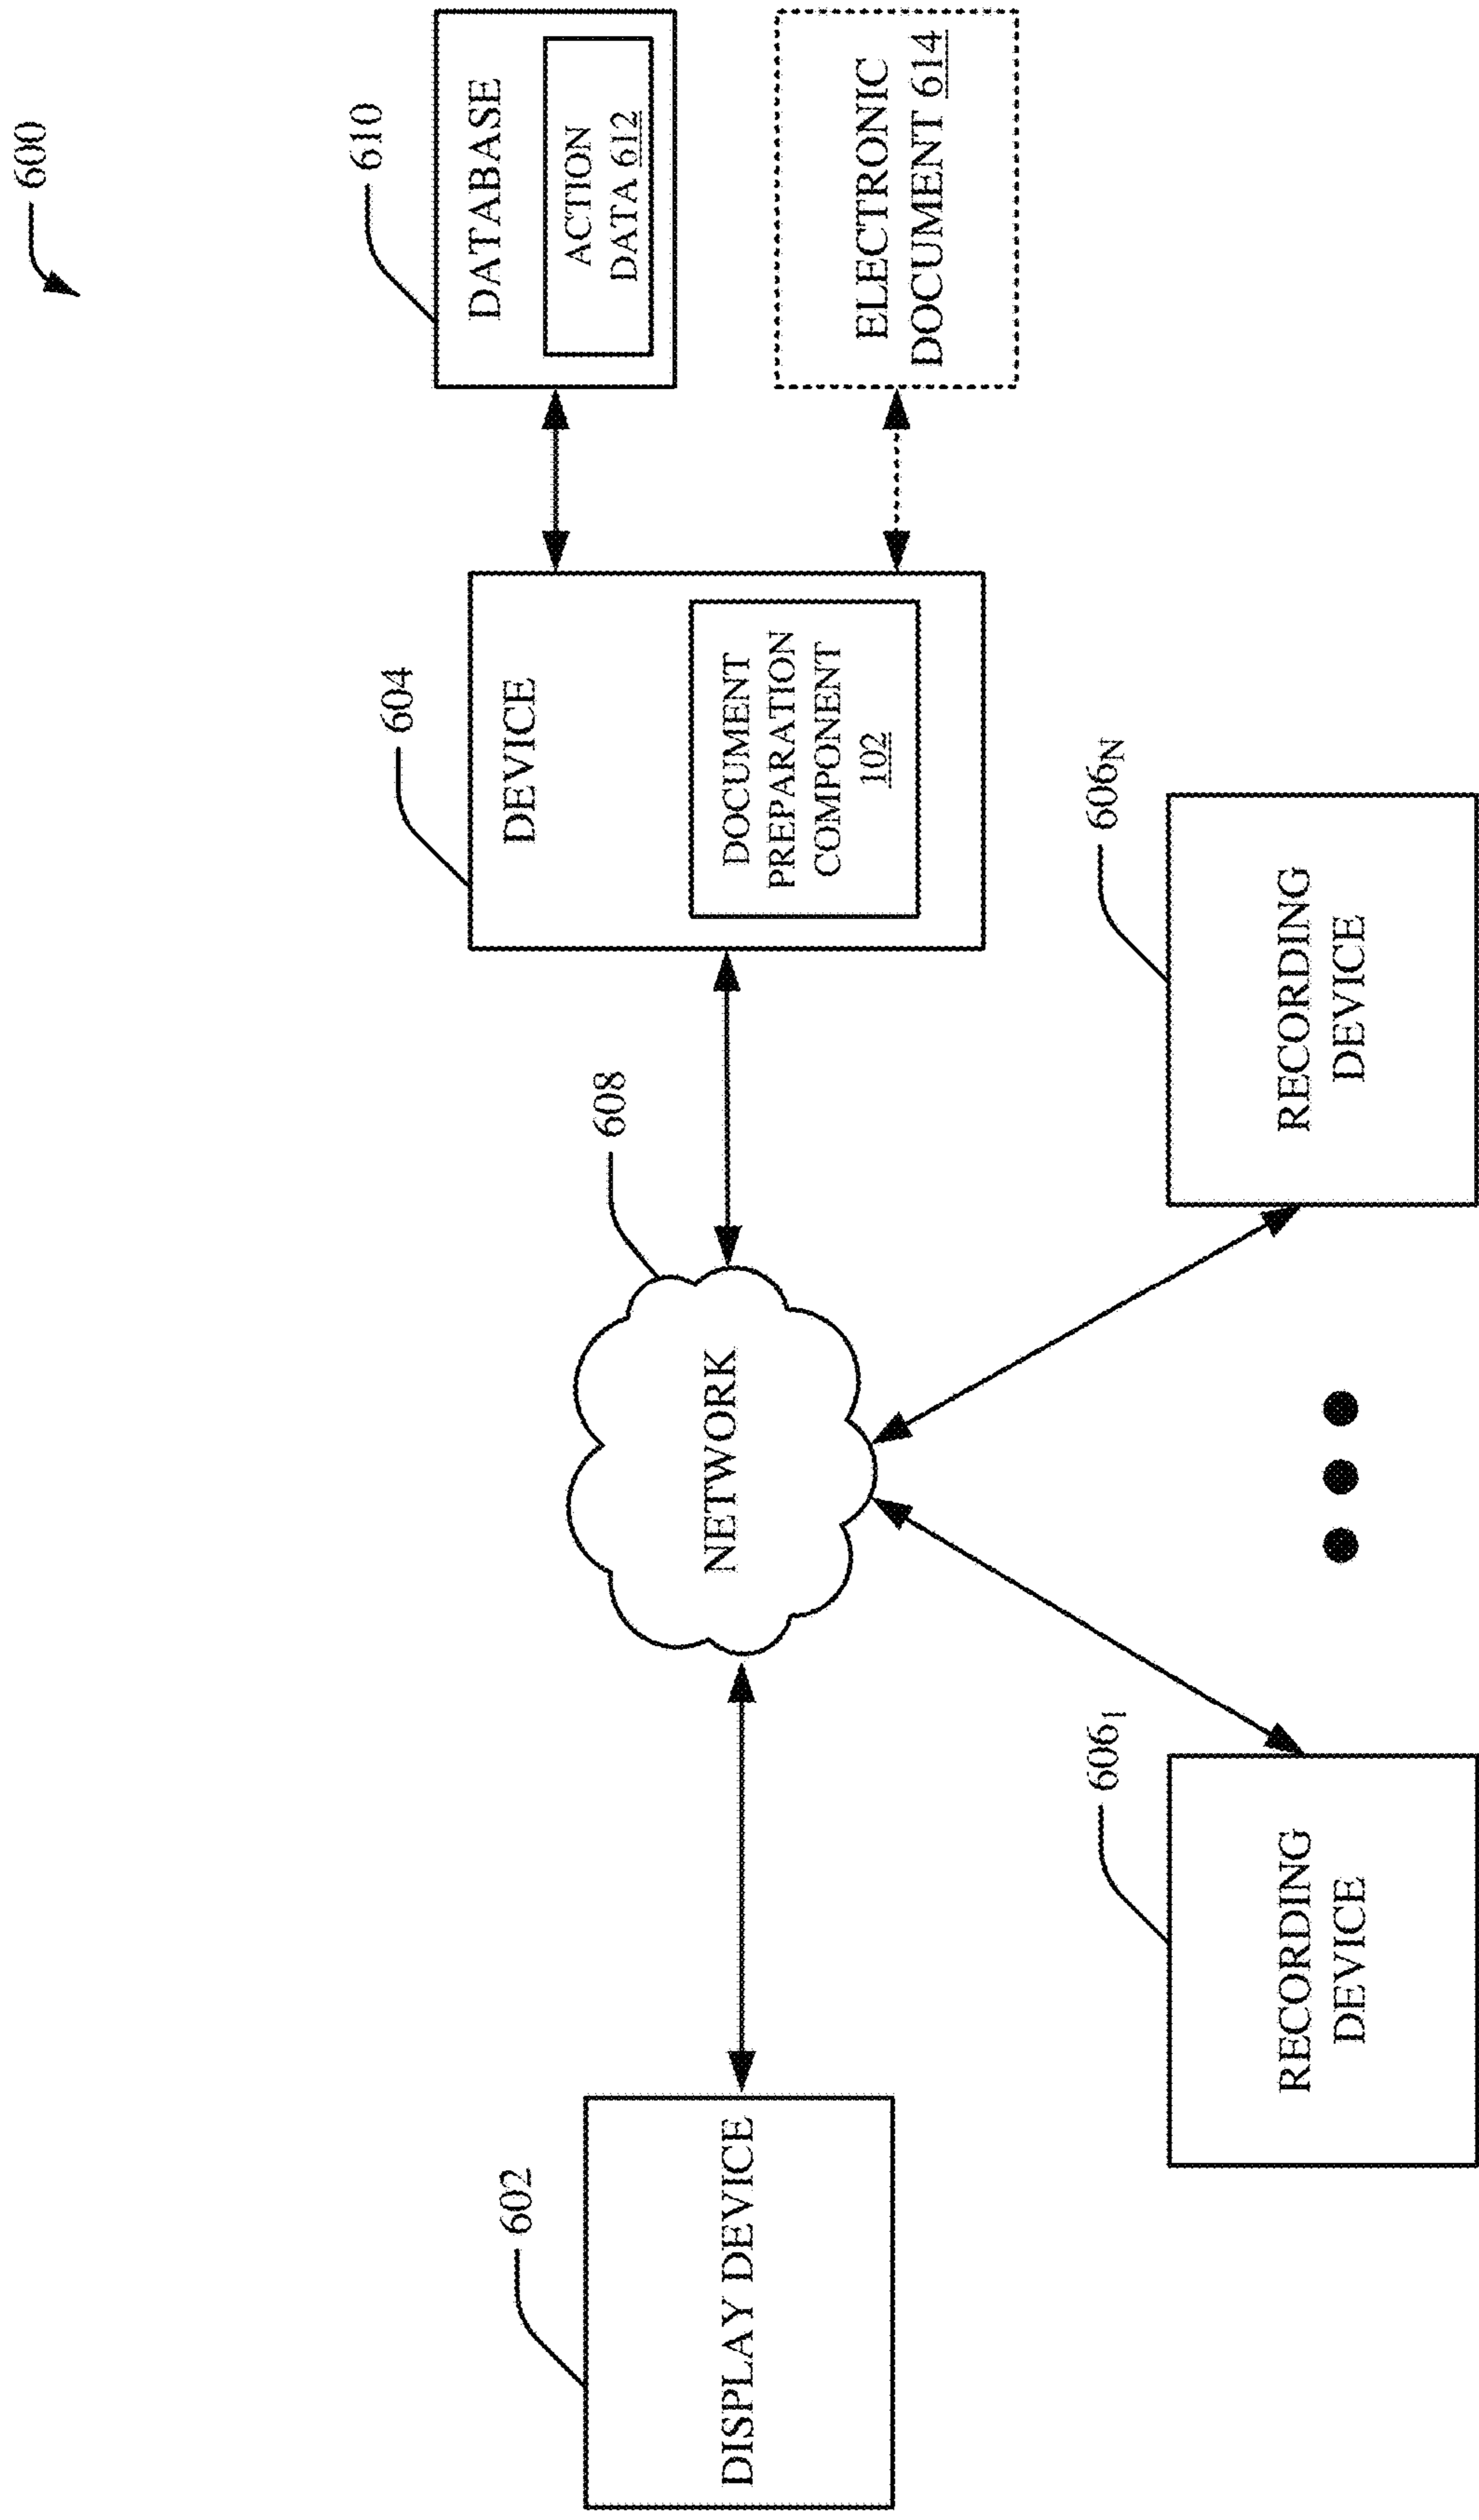 600
602
DISPLAY DEVICE
608
NETWORK
604
DEVICE
DOCUMENT
PREPARATION
COMPONENT
102
610
DATABASE
ACTION
DATA 612
ELECTRONIC
DOCUMENT 614
606₁
RECORDING
DEVICE
606N
RECORDING
DEVICE